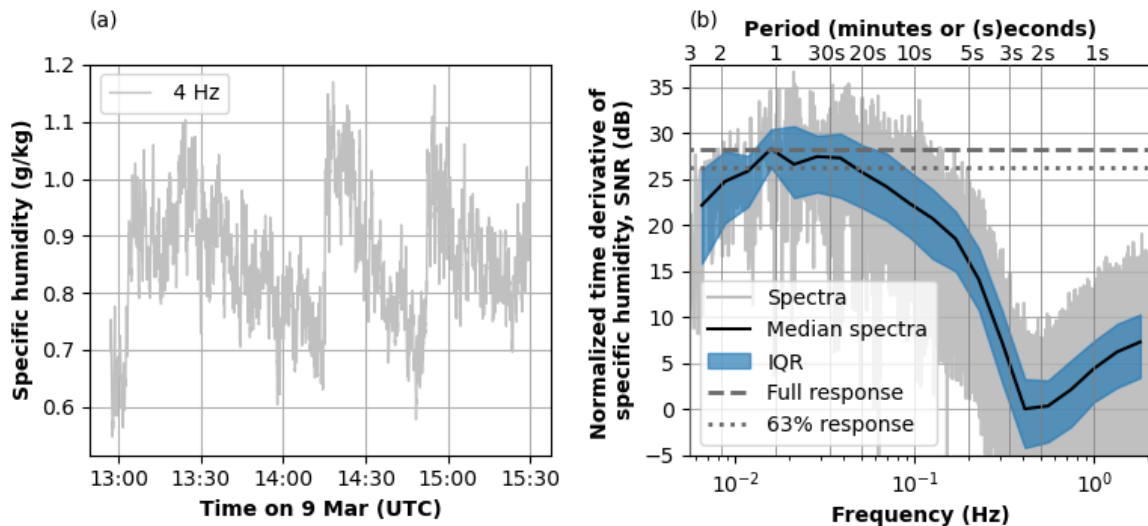 (a)
4 Hz
Specific humidity (g/kg)
1.2
1.1
1.0
0.9
0.8
0.7
0.6
13:00 13:30 14:00 14:30 15:00 15:30
Time on 9 Mar (UTC)
(b)
Period (minutes or (s)econds)
3 2 1 30s 20s 10s 5s 3s 2s 1s
Normalized time derivative of
specific humidity, SNR (dB)
35
30
25
20
15
10
5
0
−5
Spectra
Median spectra
IQR
Full response
63% response
10⁻² 10⁻¹ 10⁰
Frequency (Hz)